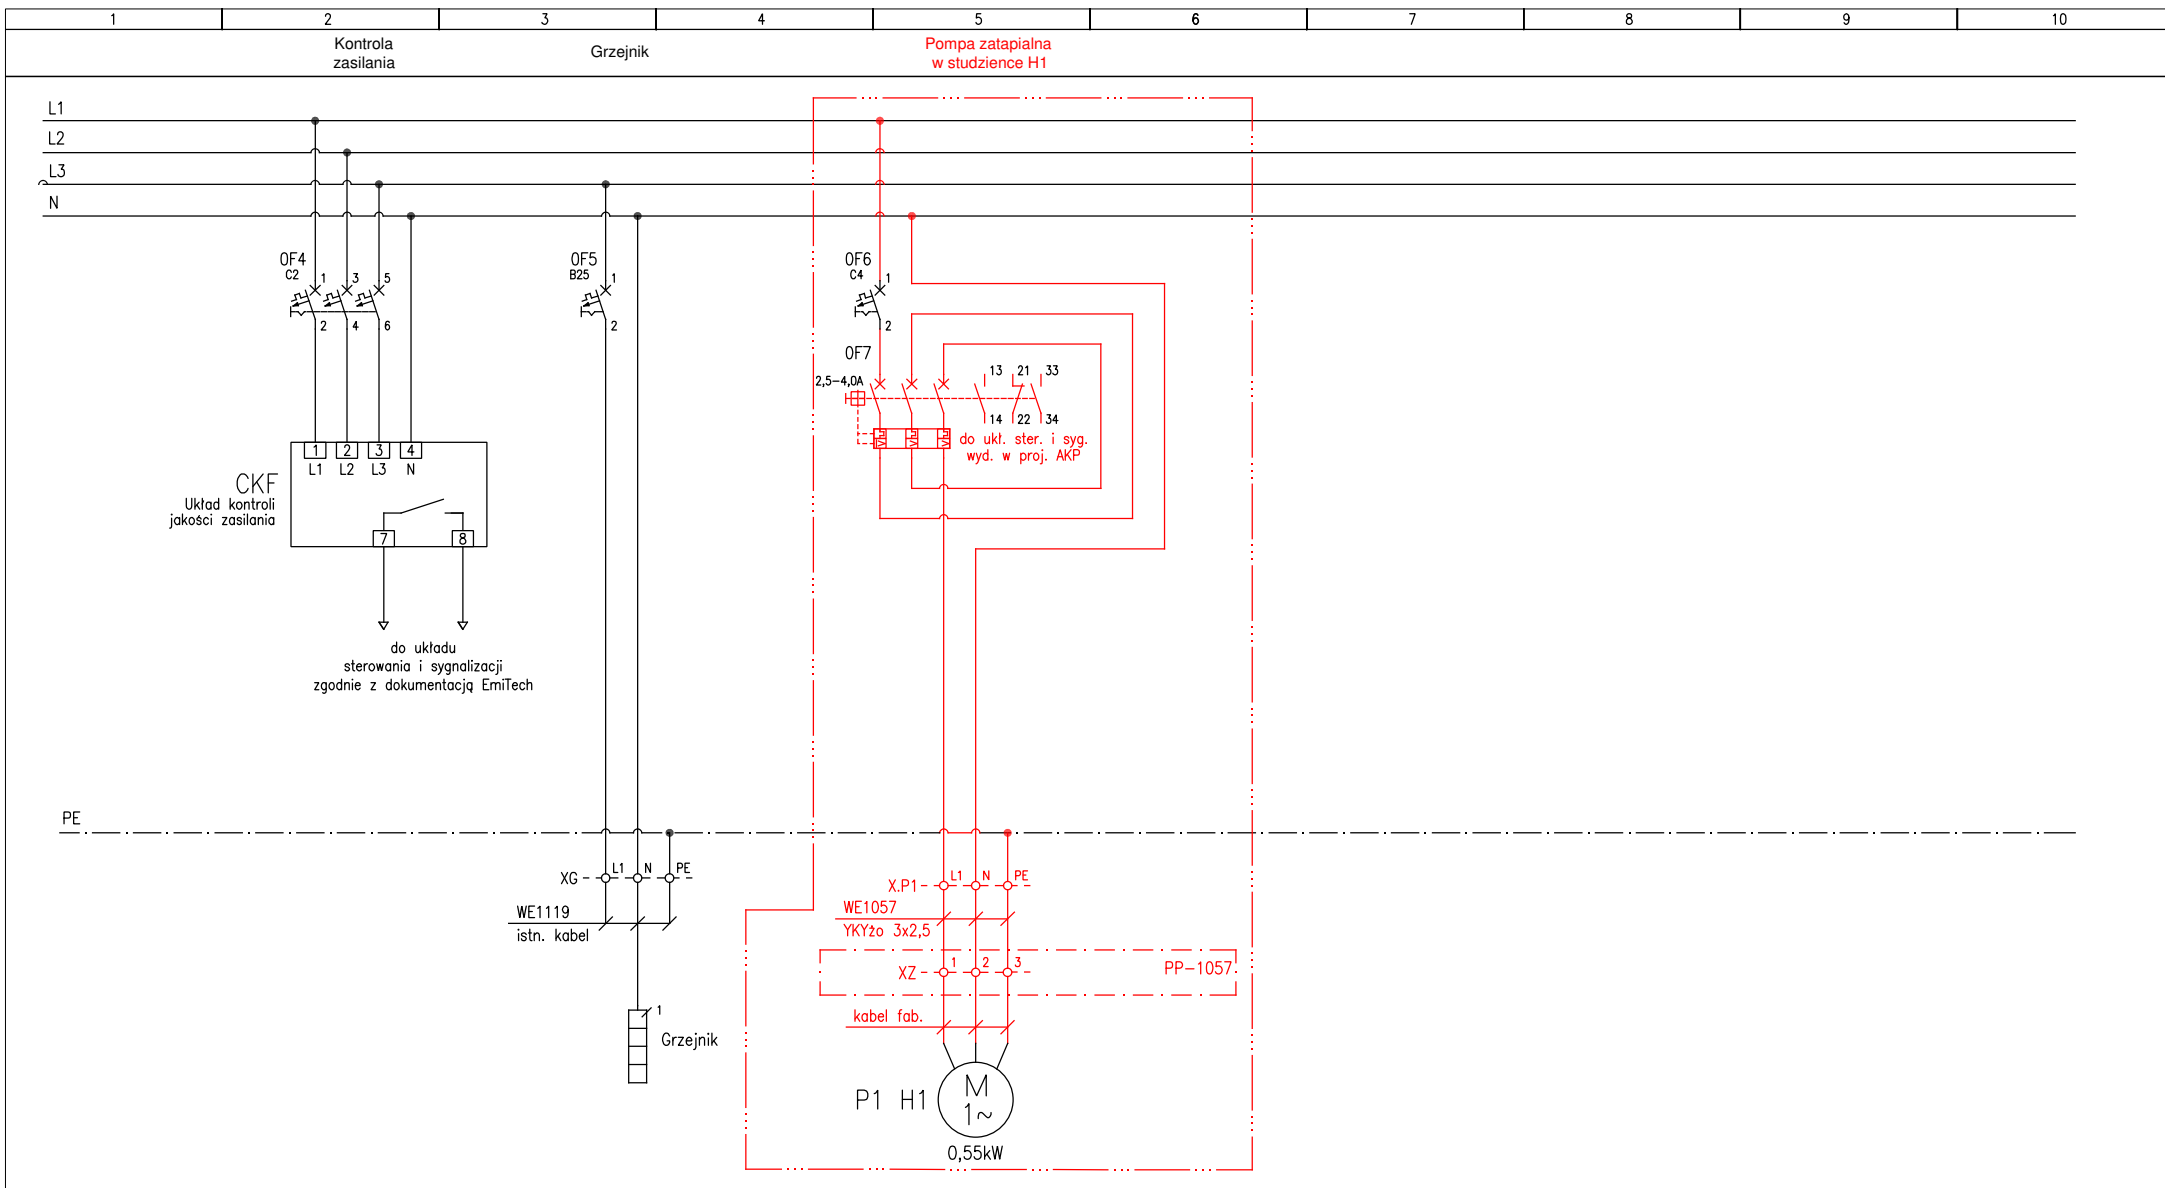 1 2 3 4 5 6 7 8 9 10
Kontrola
zasilania
Grzejnik
Pompa zatapialna
w studzience H1
L1
L2
L3
N
0F4
C2
1 3 5
2 4 6
0F5
B25
1
2
0F6
C4
1
2
0F7
2,5-4,0A
13 21 33
14 22 34
do ukł. ster. i syg.
wyd. w proj. AKP
1 2 3 4
L1 L2 L3 N
CKF
Układ kontroli
jakości zasilania
7 8
do układu
sterowania i sygnalizacji
zgodnie z dokumentacją EmiTech
PE
XG L1 N PE
WE1119
istn. kabel
1
Grzejnik
X.P1 L1 N PE
WE1057
YKYżo 3x2,5
XZ 1 2 3 PP-1057
kabel fab.
P1 H1
M
1~
0,55kW